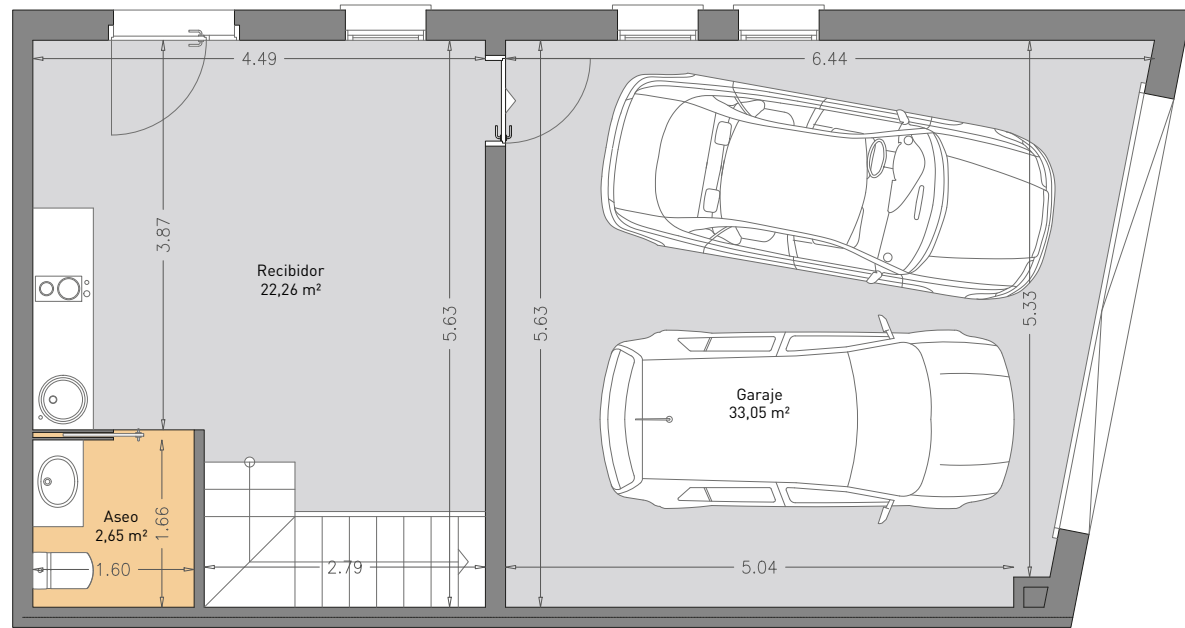 4.49
6.44
3.87
Recibidor
22,26 m²
5.63
5.63
5.33
Garaje
33,05 m²
Aseo
2,65 m²
1.66
1.60
2.79
5.04